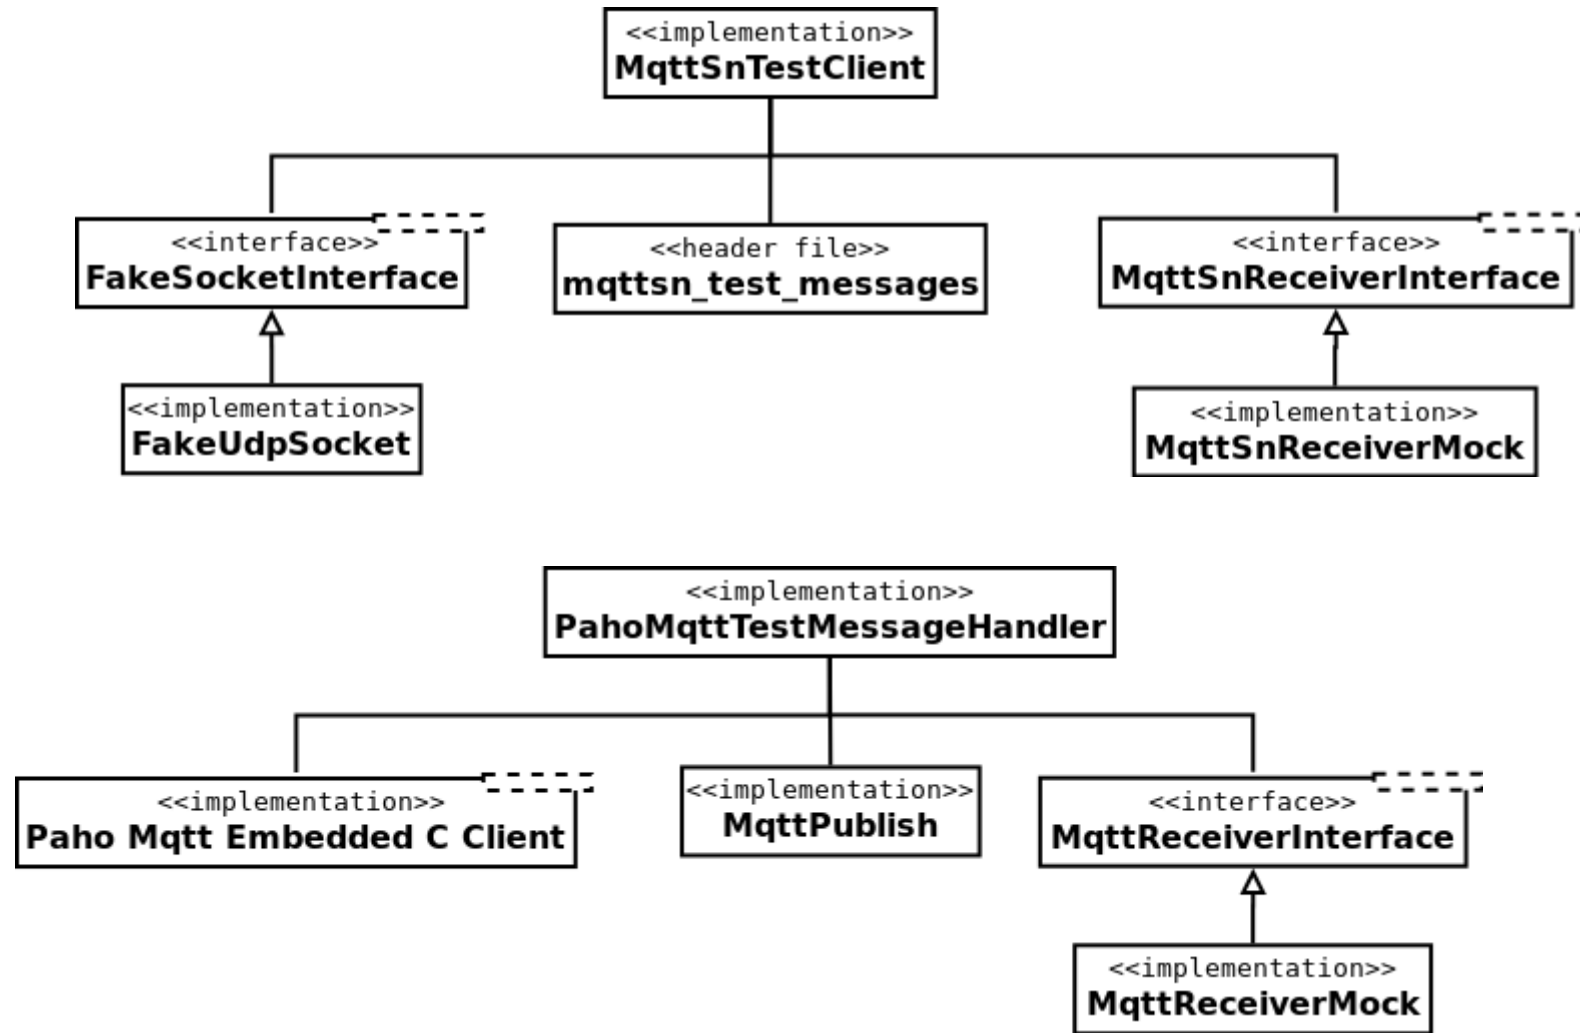 <<implementation>>
MqttSnTestClient
<<interface>>
FakeSocketInterface
<<header file>>
mqttsn_test_messages
<<interface>>
MqttSnReceiverInterface
<<implementation>>
FakeUdpSocket
<<implementation>>
MqttSnReceiverMock
<<implementation>>
PahoMqttTestMessageHandler
<<implementation>>
Paho Mqtt Embedded C Client
<<implementation>>
MqttPublish
<<interface>>
MqttReceiverInterface
<<implementation>>
MqttReceiverMock